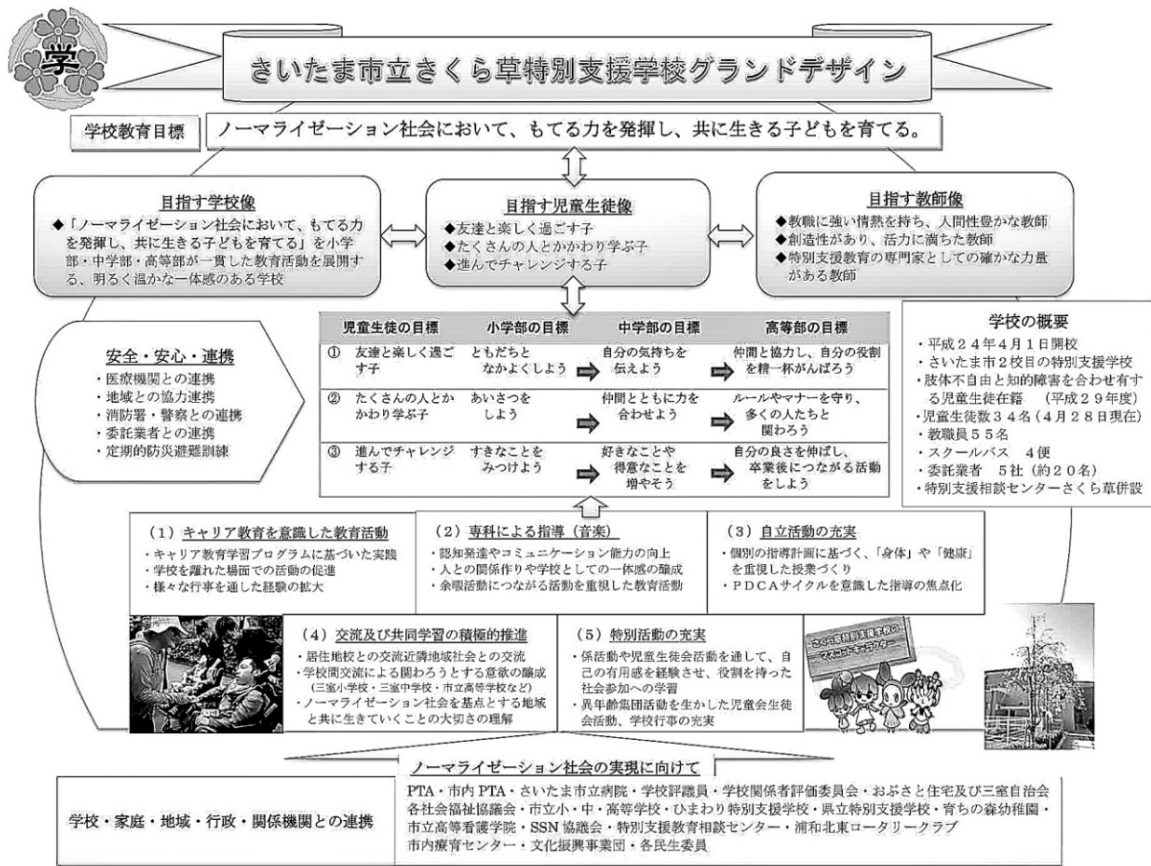 学
さいたま市立さくら草特別支援学校グランドデザイン
学校教育目標
ノーマライゼーション社会において、もてる力を発揮し、共に生きる子どもを育てる。
目指す学校像
◆「ノーマライゼーション社会において、もてる力
を発揮し、共に生きる子どもを育てる」を小学
部・中学部・高等部が一貫した教育活動を展開す
る、明るく温かな一体感のある学校
目指す児童生徒像
◆友達と楽しく過ごす子
◆たくさんの人とかかわり学ぶ子
◆進んでチャレンジする子
目指す教師像
◆教職に強い情熱を持ち、人間性豊かな教師
◆創造性があり、活力に満ちた教師
◆特別支援教育の専門家としての確かな力量
がある教師
安全・安心・連携
・医療機関との連携
・地域との協力連携
・消防署・警察との連携
・委託業者との連携
・定期的防災避難訓練
児童生徒の目標 小学部の目標 中学部の目標 高等部の目標
① 友達と楽しく過ご
す子
ともだちと
なかよくしよう
自分の気持ちを
伝えよう
仲間と協力し、自分の役割
を精一杯がんばろう
② たくさんの人とか
かわり学ぶ子
あいさつを
しよう
仲間とともに力を
合わせよう
ルールやマナーを守り、
多くの人たちと
関わろう
③ 進んでチャレンジ
する子
すきなことを
みつけよう
好きなことや
得意なことを
増やそう
自分の良さを伸ばし、
卒業後につながる活動
をしよう
学校の概要
・平成24年4月1日開校
・さいたま市2校目の特別支援学校
・肢体不自由と知的障害を合わせ有す
る児童生徒在籍 (平成29年度)
・児童生徒数34名(4月28日現在)
・教職員55名
・スクールバス 4便
・委託業者 5社(約20名)
・特別支援相談センターさくら草併設
(1)キャリア教育を意識した教育活動
・キャリア教育学習プログラムに基づいた実践
・学校を離れた場面での活動の促進
・様々な行事を通した経験の拡大
(2)専科による指導(音楽)
・認知発達やコミュニケーション能力の向上
・人との関係作りや学校としての一体感の醸成
・余暇活動につながる活動を重視した教育活動
(3)自立活動の充実
・個別の指導計画に基づく、「身体」や「健康」
を重視した授業づくり
・PDCAサイクルを意識した指導の焦点化
(4)交流及び共同学習の積極的推進
・居住地校との交流近隣地域社会との交流
・学校間交流による関わろうとする意欲の醸成
(三室小学校・三室中学校・市立高等学校など)
・ノーマライゼーション社会を基点とする地域
と共に生きていくことの大切さの理解
(5)特別活動の充実
・係活動や児童生徒会活動を通して、自
己の有用感を経験させ、役割を持った
社会参加への学習
・異年齢集団活動を生かした児童会生徒
会活動、学校行事の充実
さくら草特別支援学校の
マスコットキャラクター
ノーマライゼーション社会の実現に向けて
学校・家庭・地域・行政・関係機関との連携
PTA・市内 PTA・さいたま市立病院・学校評議員・学校関係者評価委員会・おぶさと住宅及び三室自治会
各社会福祉協議会・市立小・中・高等学校・ひまわり特別支援学校・県立特別支援学校・育ちの森幼稚園・
市立高等看護学院・SSN 協議会・特別支援教育相談センター・浦和北東ロータリークラブ
市内療育センター・文化振興事業団・各民生委員